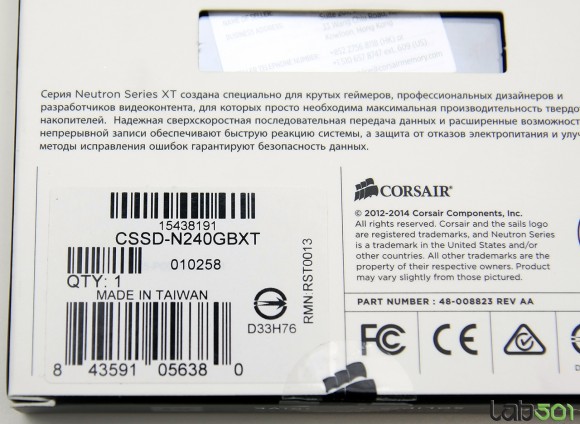 Серия Neutron Series XT создана специально для крутых геймеров, профессиональных дизайнеров и
разработчиков видеоконтента, для которых просто необходима максимальная производительность
накопителей. Надежная сверхскоростная последовательная передача данных и расширенные
непрерывной записи обеспечивают быструю реакцию системы, а защита от отказов электропитания и
методы исправления ошибок гарантируют безопасность данных.
15438191
CSSD-N240GBXT
010258
QTY: 1
MADE IN TAIWAN
D33H76
RMN:RST0013
8 43591 05638 0
CORSAIR
© 2012-2014 Corsair Components, Inc.
All rights reserved. Corsair and the sails logo
are registered trademarks, and Neutron Series
is a trademark in the United States and/or
other countries. All other trademarks are the
property of their respective owners. Product
may vary slightly from those pictured.
PART NUMBER : 48-008823 REV AA
FC CE
lab501